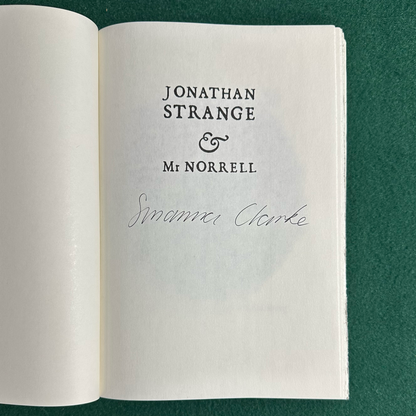 JONATHAN
STRANGE
&
Mr NORRELL
Susanna Clarke